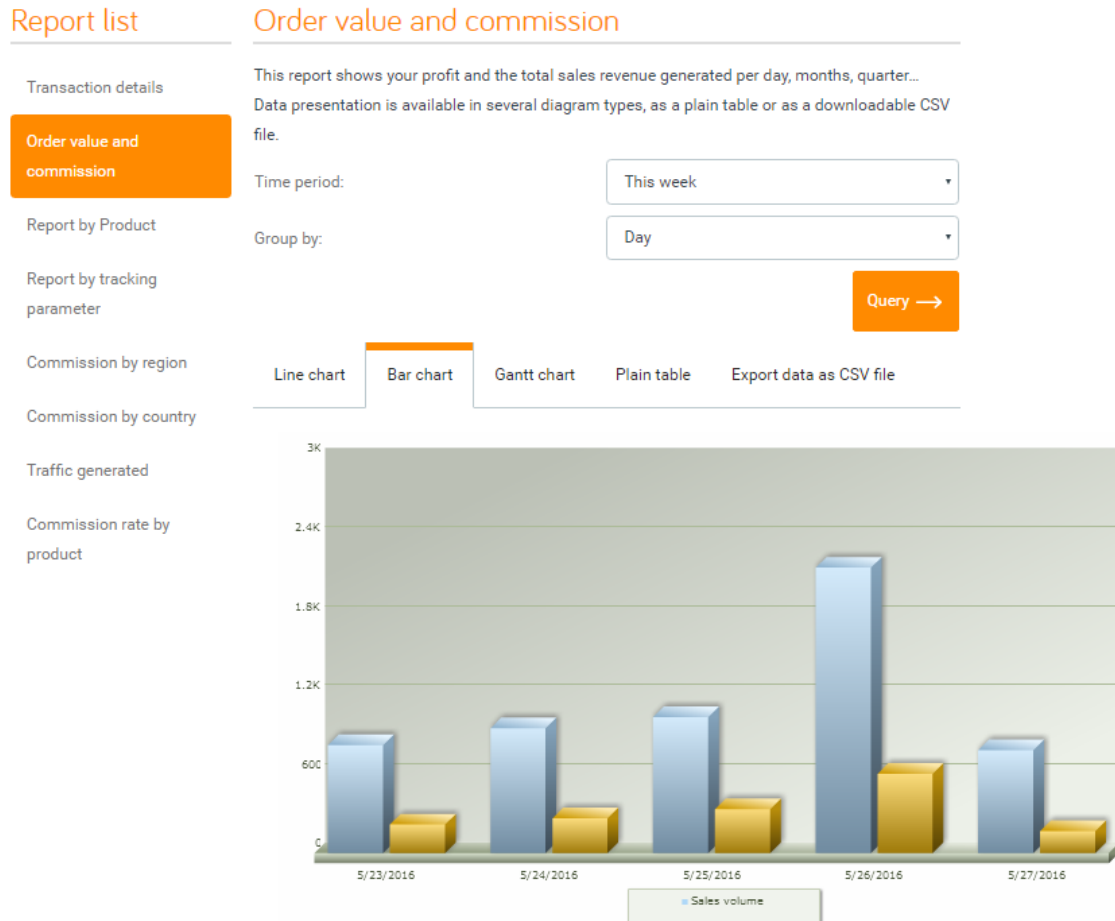 Report list
Transaction details
Order value and
commission
Report by Product
Report by tracking
parameter
Commission by region
Commission by country
Traffic generated
Commission rate by
product
Order value and commission
This report shows your profit and the total sales revenue generated per day, months, quarter...
Data presentation is available in several diagram types, as a plain table or as a downloadable CSV
file.
Time period:
This week
Group by:
Day
Query
Line chart
Bar chart
Gantt chart
Plain table
Export data as CSV file
3K
2.4K
1.8K
1.2K
600
0
5/23/2016
5/24/2016
5/25/2016
5/26/2016
5/27/2016
Sales volume